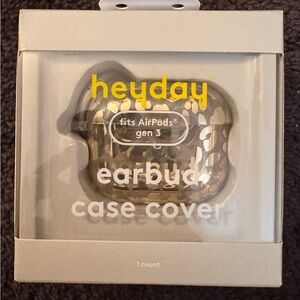 heyday
fits AirPods®
gen 3
earbud
case cover
1 count